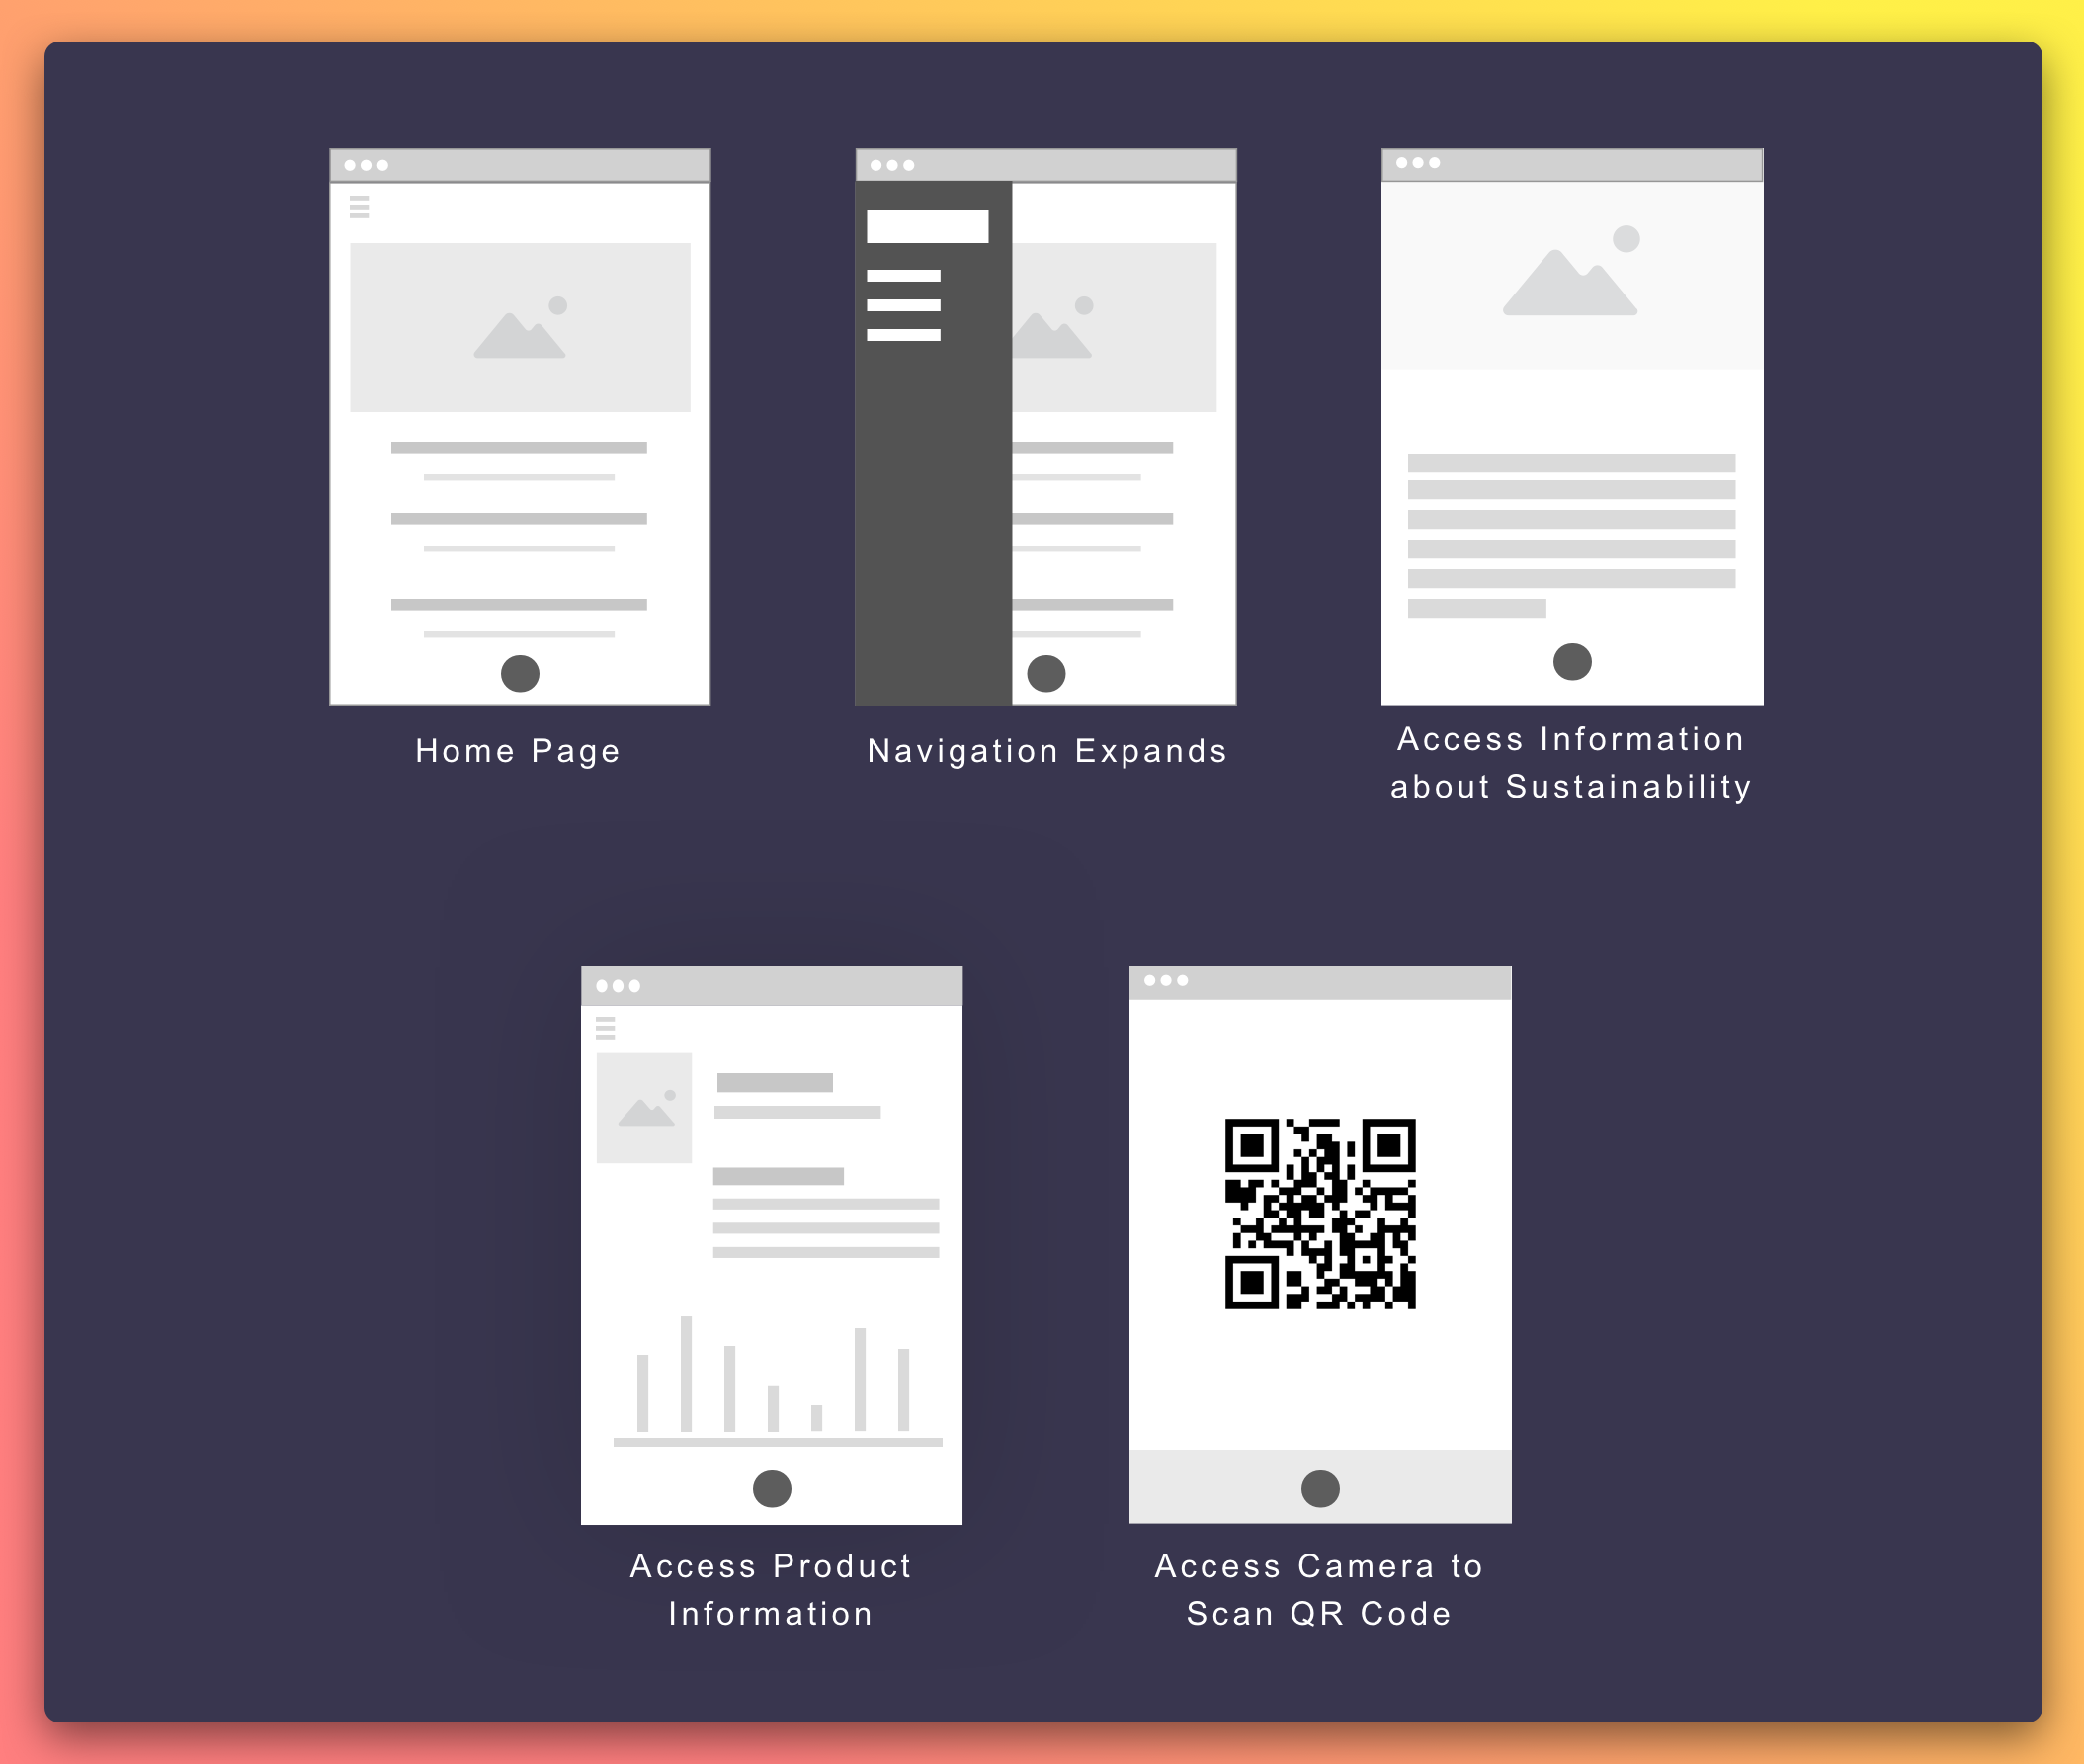 Home Page
Navigation Expands
Access Information
about Sustainability
Access Product
Information
Access Camera to
Scan QR Code